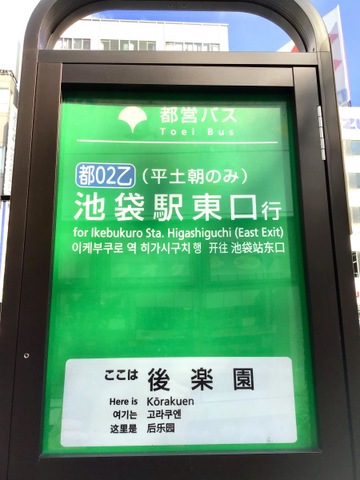 都営バス
Toei Bus
都02乙 (平土朝のみ)
池袋駅東口行
for Ikebukuro Sta. Higashiguchi (East Exit)
이케부쿠로 역 히가시구치 행 开往 池袋站东口
ここは 後楽園
Here is Kōrakuen
여기는 고라쿠엔
这里是 后乐园